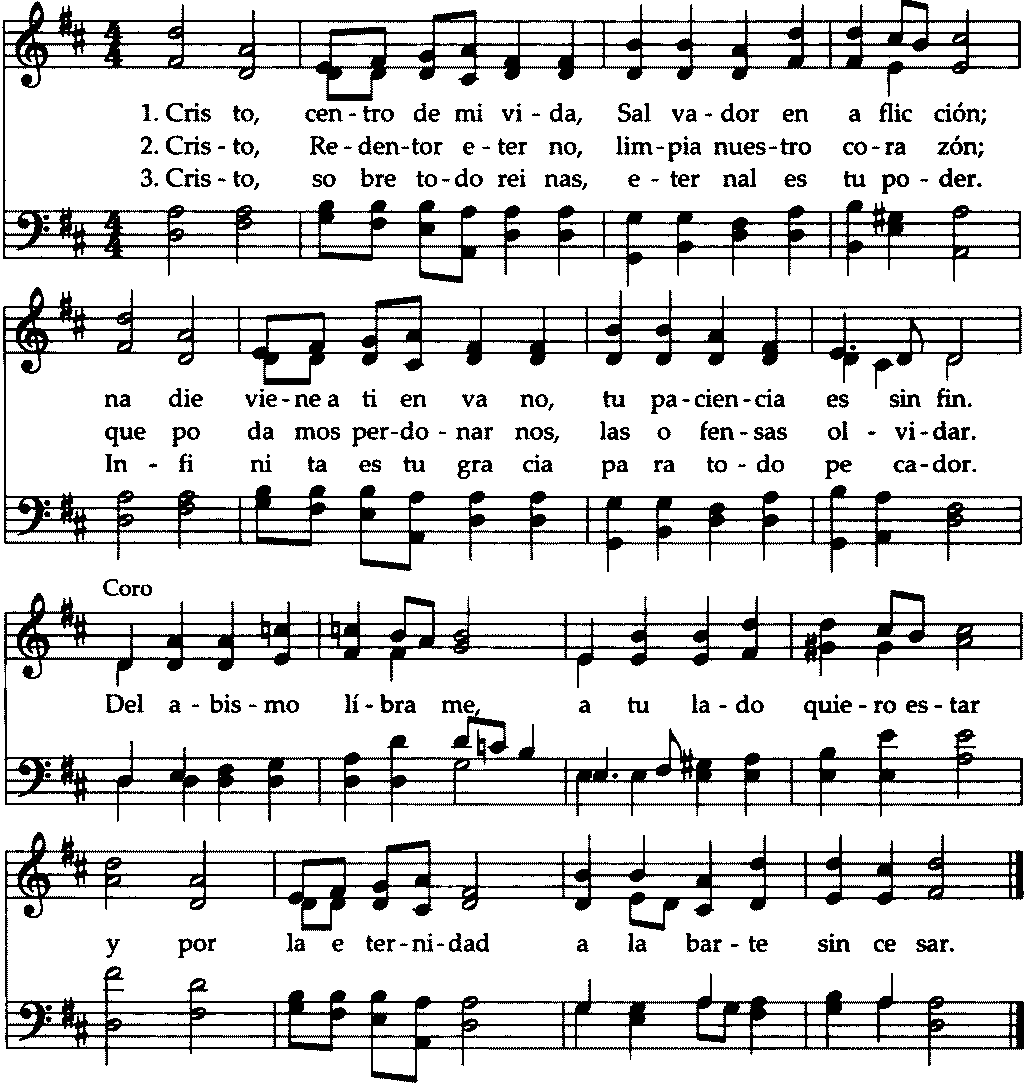 1. Cris to, cen - tro de mi vi - da, Sal va - dor en a flic ción;
2. Cris - to, Re - den - tor e - ter no, lim - pia nues - tro co - ra zón;
3. Cris - to, so bre to - do rei nas, e - ter nal es tu po - der.
na die vie - ne a ti en va no, tu pa - cien - cia es sin fin.
que po da mos per - do - nar nos, las o fen - sas ol - vi - dar.
In - fi ni ta es tu gra cia pa ra to - do pe ca - dor.
Coro
Del a - bis - mo lí - bra me, a tu la - do quie - ro es - tar
y por la e ter - ni - dad a la bar - te sin ce sar.